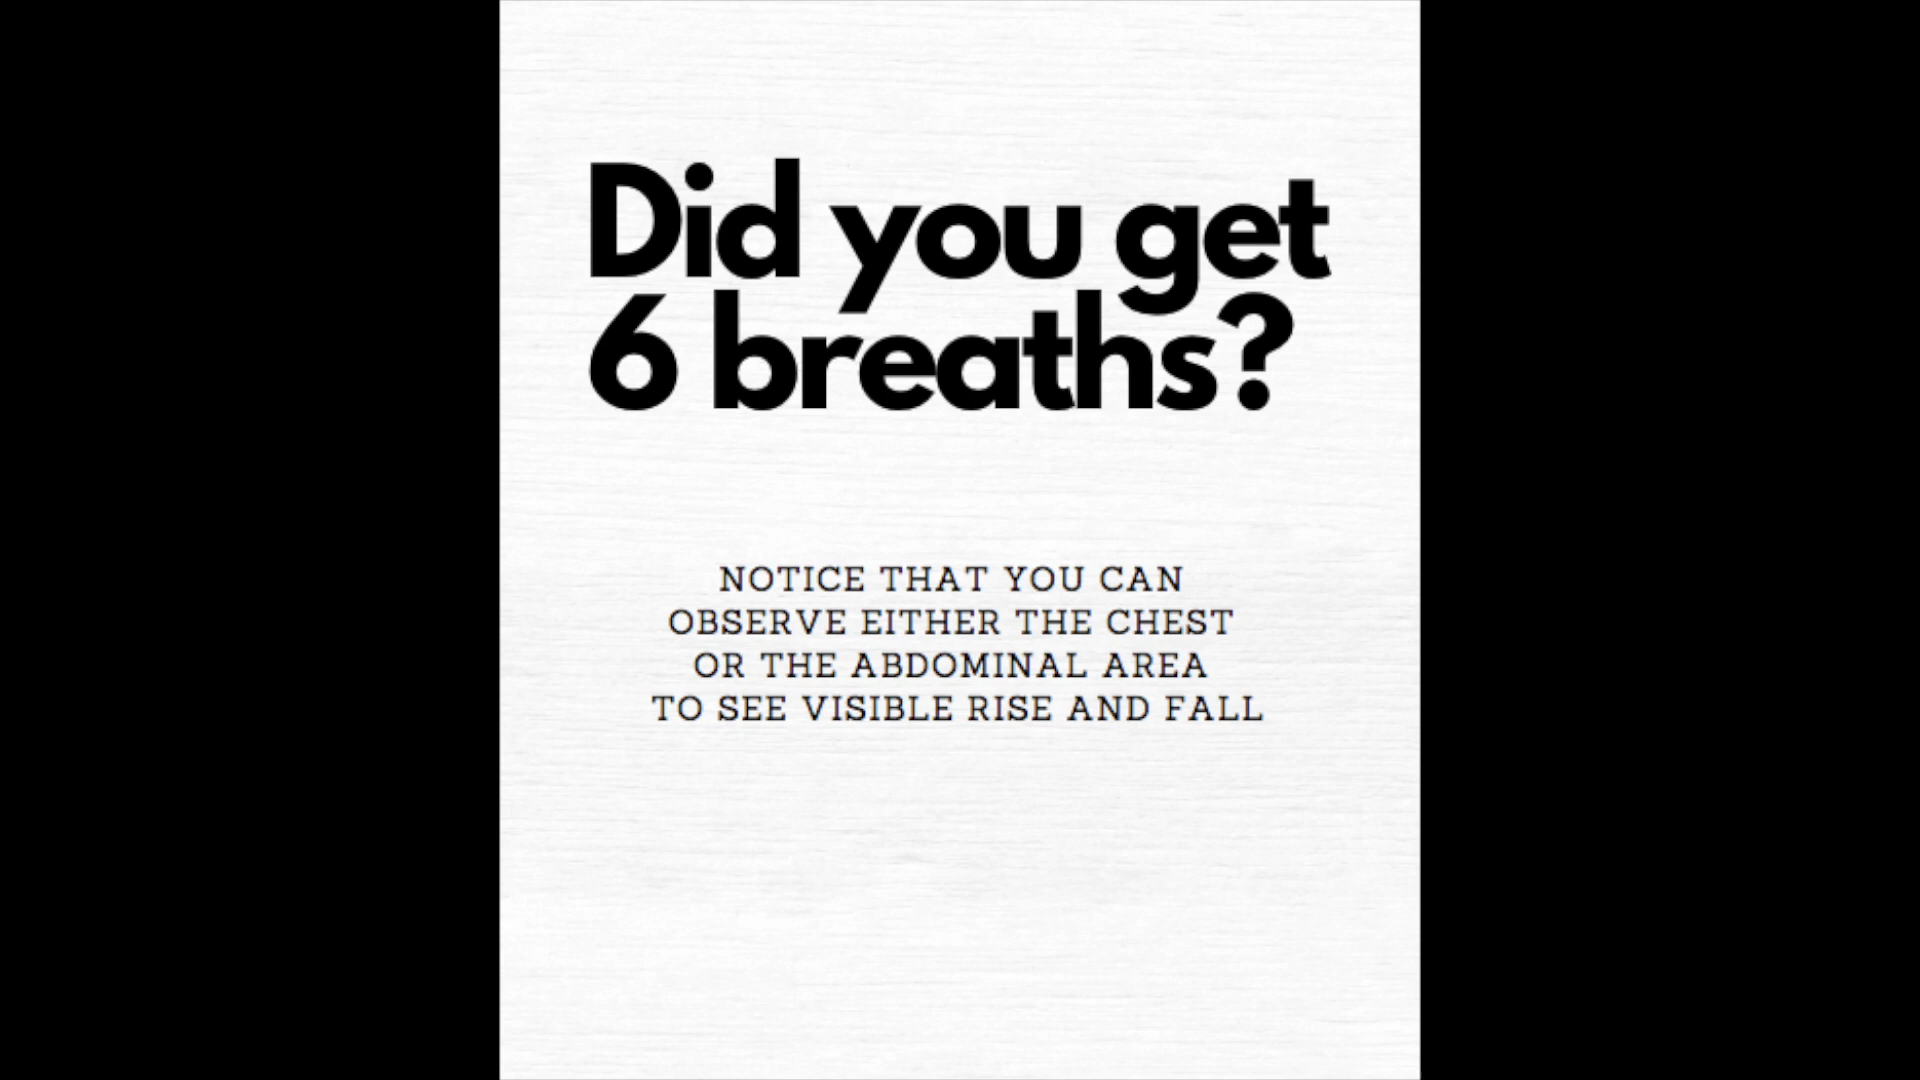 Did you get
6 breaths?
NOTICE THAT YOU CAN
OBSERVE EITHER THE CHEST
OR THE ABDOMINAL AREA
TO SEE VISIBLE RISE AND FALL